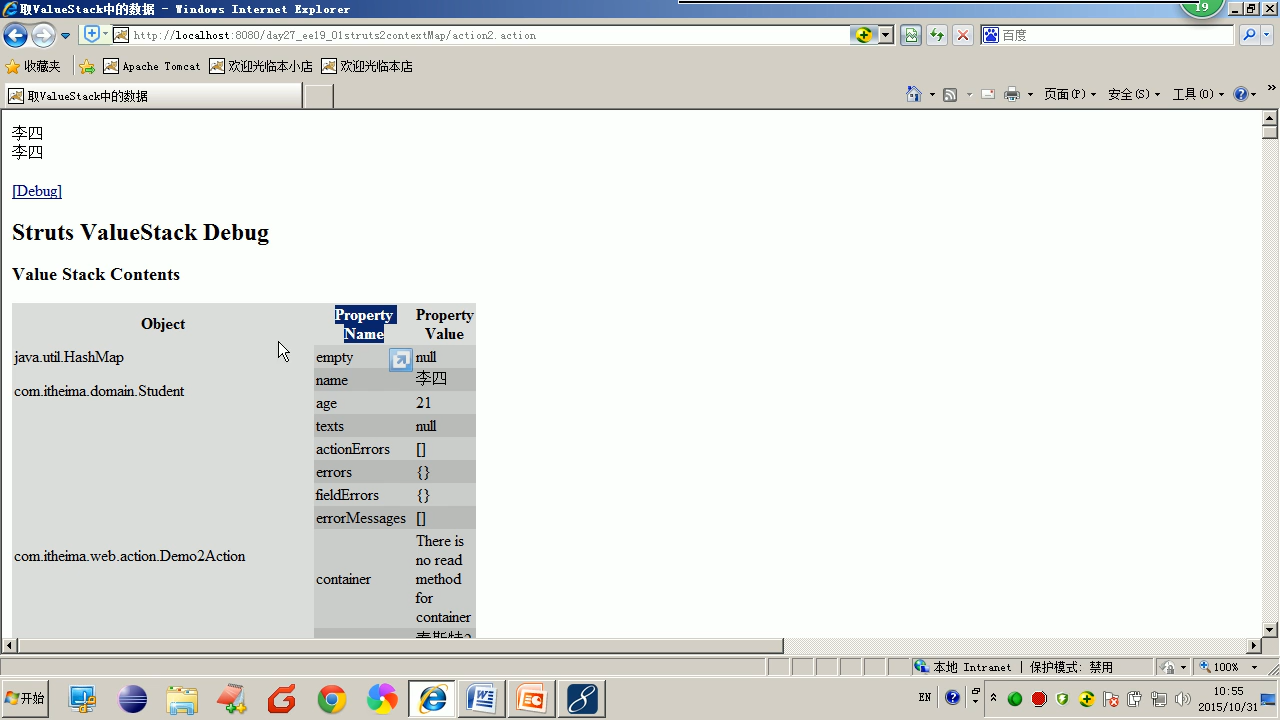 取ValueStack中的数据 - Windows Internet Explorer
19
http://localhost:8080/day27_ee19_01struts2contextMap/action2.action
百度
收藏夹 Apache Tomcat 欢迎光临本小店 欢迎光临本店
取ValueStack中的数据
页面(P) 安全(S) 工具(O)
李四
李四
[Debug]
Struts ValueStack Debug
Value Stack Contents
Object Property Name Property Value
java.util.HashMap empty null
com.itheima.domain.Student name 李四
age 21
texts null
actionErrors []
errors {}
fieldErrors {}
errorMessages []
com.itheima.web.action.Demo2Action
container There is no read method for container
本地 Intranet | 保护模式: 禁用 100%
开始 EN 10:55
2015/10/31